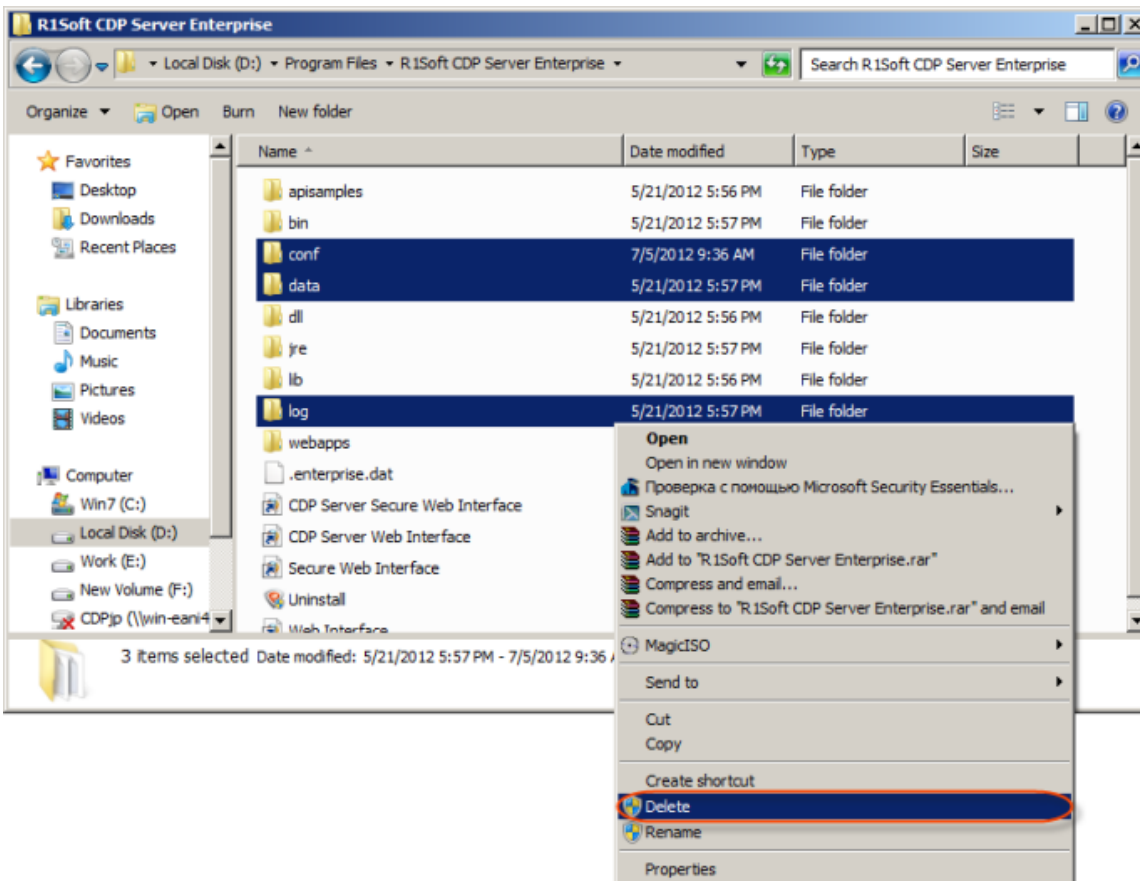 R1Soft CDP Server Enterprise
Local Disk (D:) Program Files R1Soft CDP Server Enterprise
Search R1Soft CDP Server Enterprise
Organize Open Burn New folder
Name Date modified Type Size
Favorites
Desktop
Downloads
Recent Places
Libraries
Documents
Music
Pictures
Videos
Computer
Win7 (C:)
Local Disk (D:)
Work (E:)
New Volume (F:)
CDPjp (\\win-eani4
apisamples 5/21/2012 5:56 PM File folder
bin 5/21/2012 5:57 PM File folder
conf 7/5/2012 9:36 AM File folder
data 5/21/2012 5:57 PM File folder
dll 5/21/2012 5:56 PM File folder
jre 5/21/2012 5:57 PM File folder
lib 5/21/2012 5:56 PM File folder
log 5/21/2012 5:57 PM File folder
webapps
.enterprise.dat
CDP Server Secure Web Interface
CDP Server Web Interface
Secure Web Interface
Uninstall
Web Interface
3 items selected Date modified: 5/21/2012 5:57 PM - 7/5/2012 9:36
Open
Open in new window
Проверка с помощью Microsoft Security Essentials...
Snagit
Add to archive...
Add to "R1Soft CDP Server Enterprise.rar"
Compress and email...
Compress to "R1Soft CDP Server Enterprise.rar" and email
MagicISO
Send to
Cut
Copy
Create shortcut
Delete
Rename
Properties